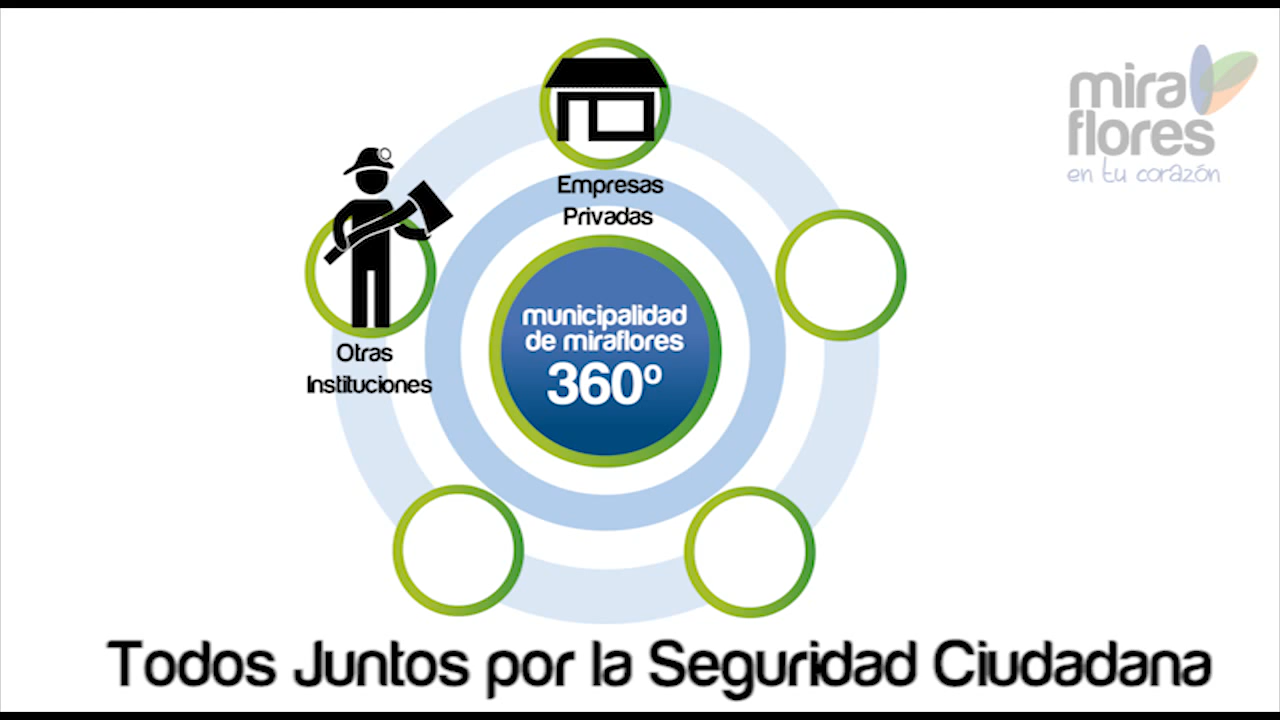 mira
flores
en tu corazón
Empresas
Privadas
Otras
Instituciones
municipalidad
de miraflores
360º
Todos Juntos por la Seguridad Ciudadana